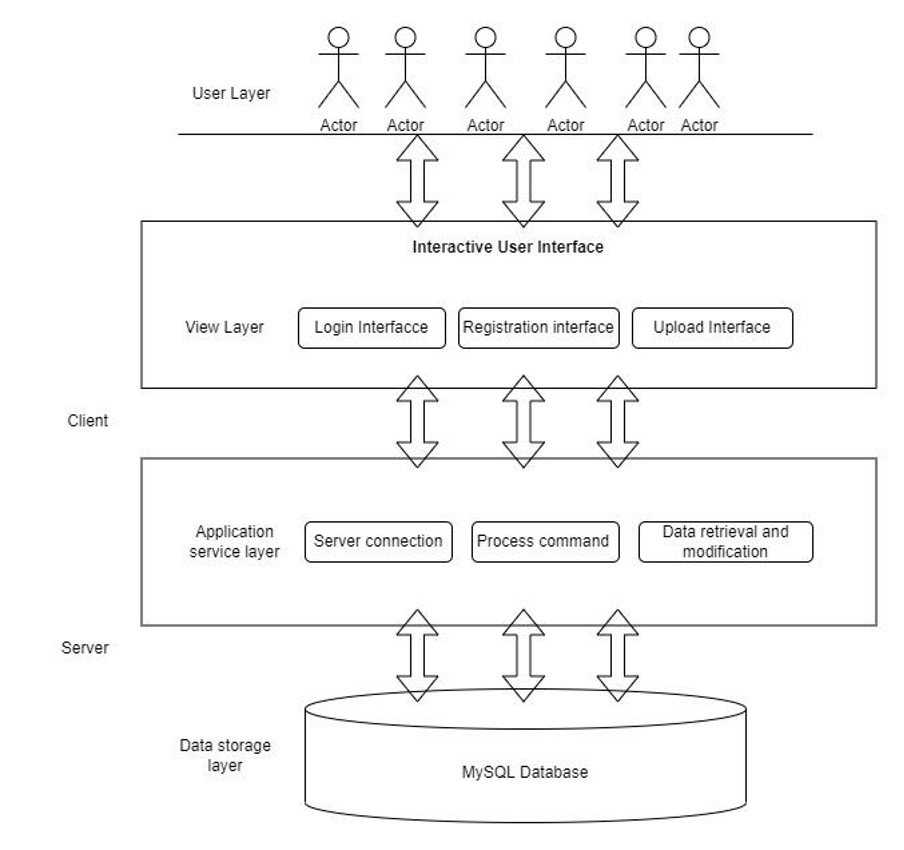 User Layer
Actor Actor Actor Actor Actor Actor
Interactive User Interface
View Layer
Login Interfacce
Registration interface
Upload Interface
Client
Application
service layer
Server connection
Process command
Data retrieval and
modification
Server
Data storage
layer
MySQL Database